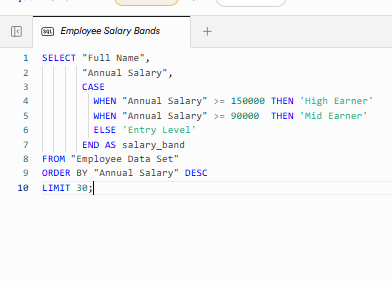 SQL Employee Salary Bands +
1 SELECT "Full Name",
2 "Annual Salary",
3 CASE
4 WHEN "Annual Salary" >= 150000 THEN 'High Earner'
5 WHEN "Annual Salary" >= 90000 THEN 'Mid Earner'
6 ELSE 'Entry Level'
7 END AS salary_band
8 FROM "Employee Data Set"
9 ORDER BY "Annual Salary" DESC
10 LIMIT 30;